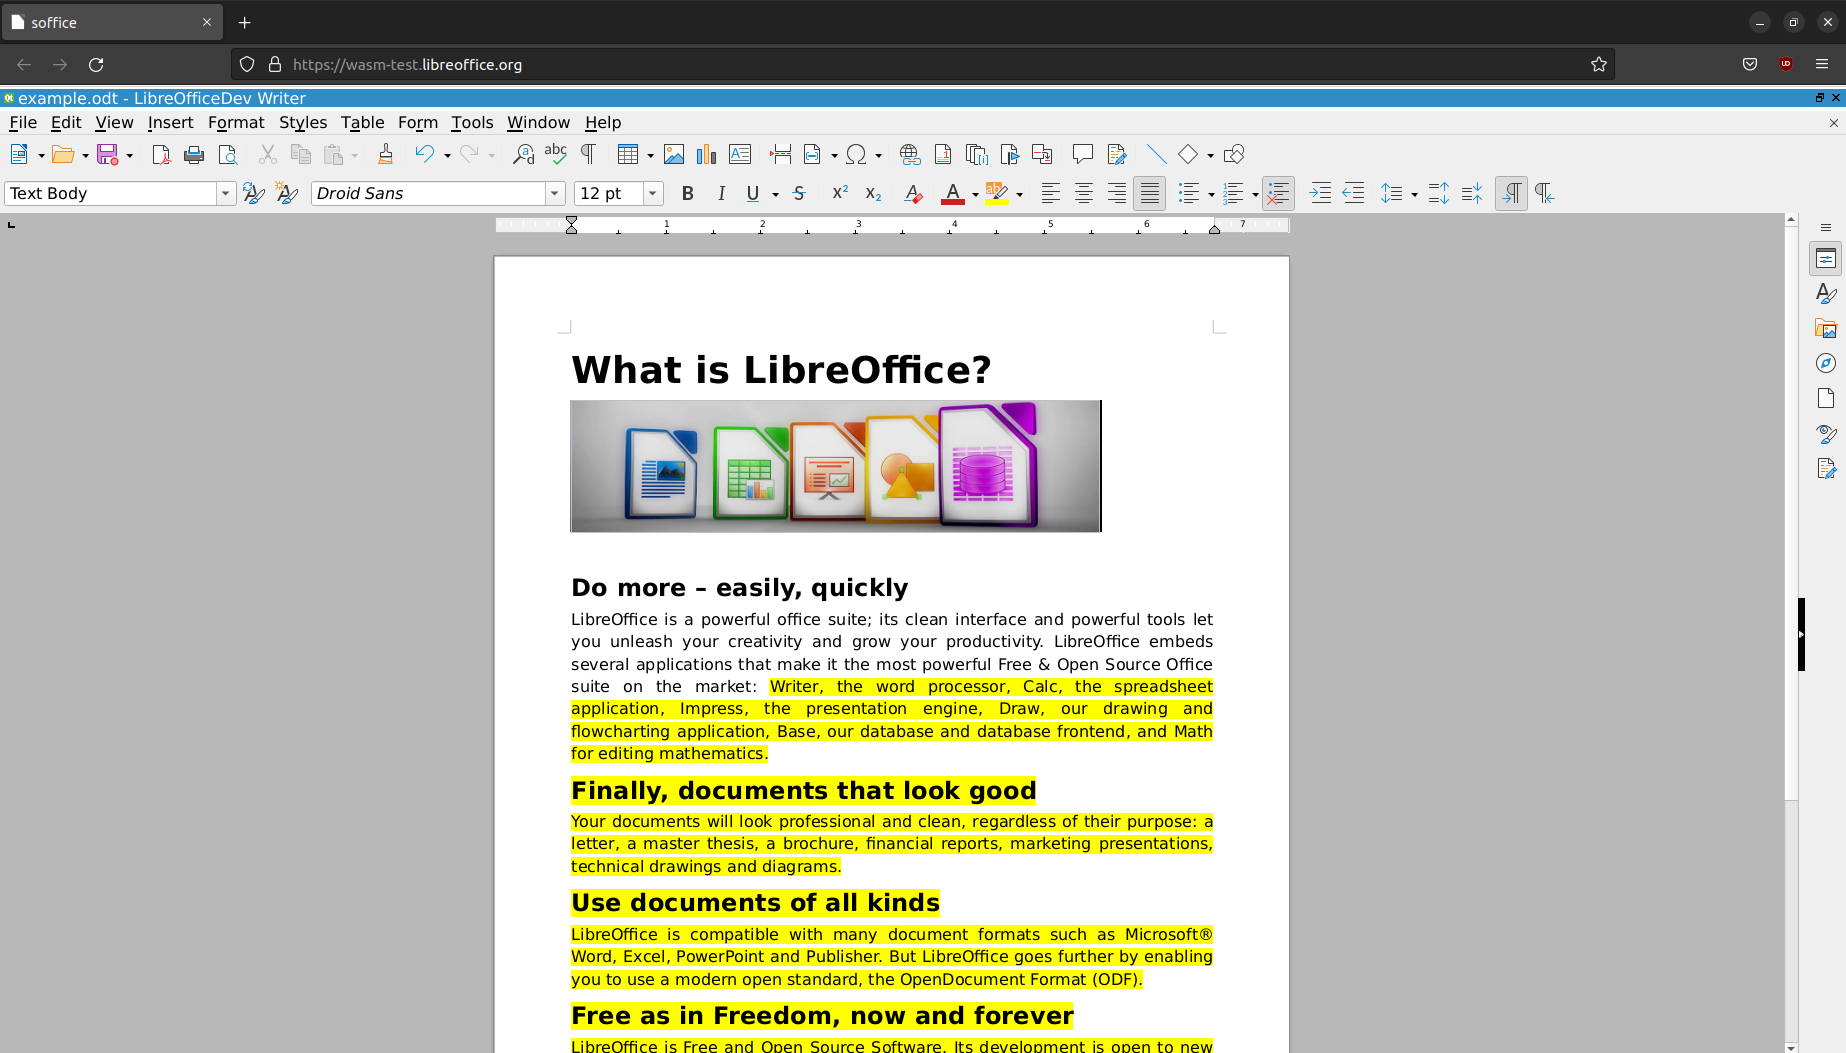 soffice
https://wasm-test.libreoffice.org
example.odt - LibreOfficeDev Writer
File Edit View Insert Format Styles Table Form Tools Window Help
Text Body Droid Sans 12 pt
1 2 3 4 5 6 7
What is LibreOffice?
Do more – easily, quickly
LibreOffice is a powerful office suite; its clean interface and powerful tools let
you unleash your creativity and grow your productivity. LibreOffice embeds
several applications that make it the most powerful Free & Open Source Office
suite on the market: Writer, the word processor, Calc, the spreadsheet
application, Impress, the presentation engine, Draw, our drawing and
flowcharting application, Base, our database and database frontend, and Math
for editing mathematics.
Finally, documents that look good
Your documents will look professional and clean, regardless of their purpose: a
letter, a master thesis, a brochure, financial reports, marketing presentations,
technical drawings and diagrams.
Use documents of all kinds
LibreOffice is compatible with many document formats such as Microsoft®
Word, Excel, PowerPoint and Publisher. But LibreOffice goes further by enabling
you to use a modern open standard, the OpenDocument Format (ODF).
Free as in Freedom, now and forever
LibreOffice is Free and Open Source Software. Its development is open to new